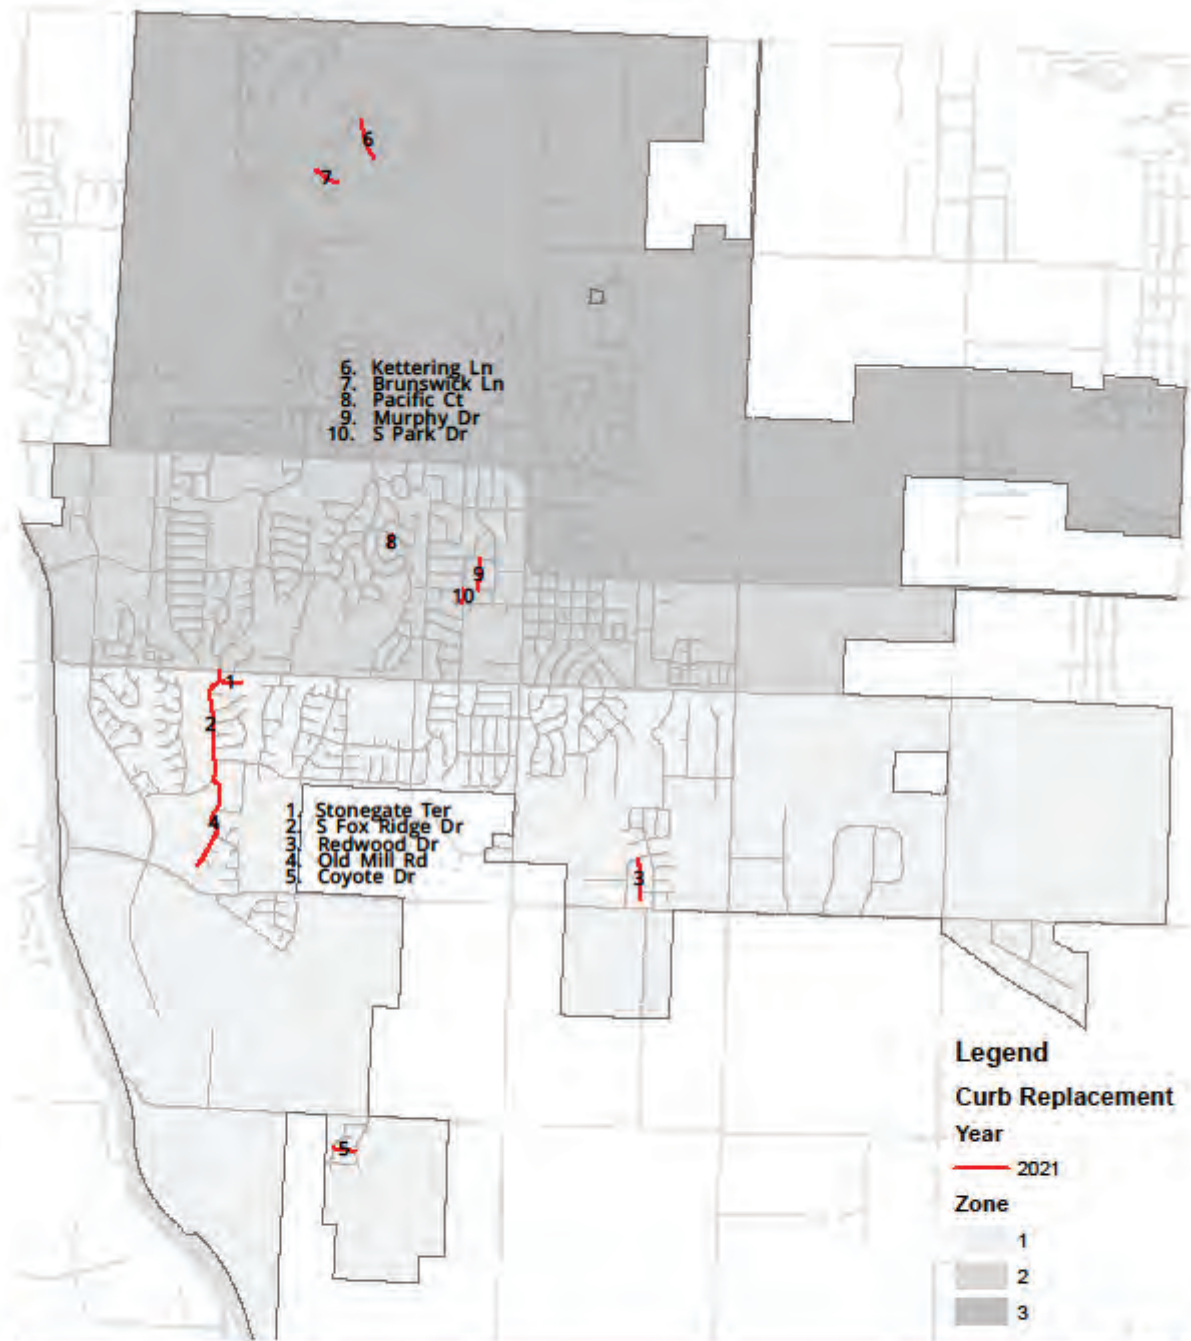 6
7
6. Kettering Ln
7. Brunswick Ln
8. Pacific Ct
9. Murphy Dr
10. S Park Dr
8
9
10
1
2
4
1. Stonegate Ter
2. S Fox Ridge Dr
3. Redwood Dr
4. Old Mill Rd
5. Coyote Dr
3
5
Legend
Curb Replacement
Year
2021
Zone
1
2
3